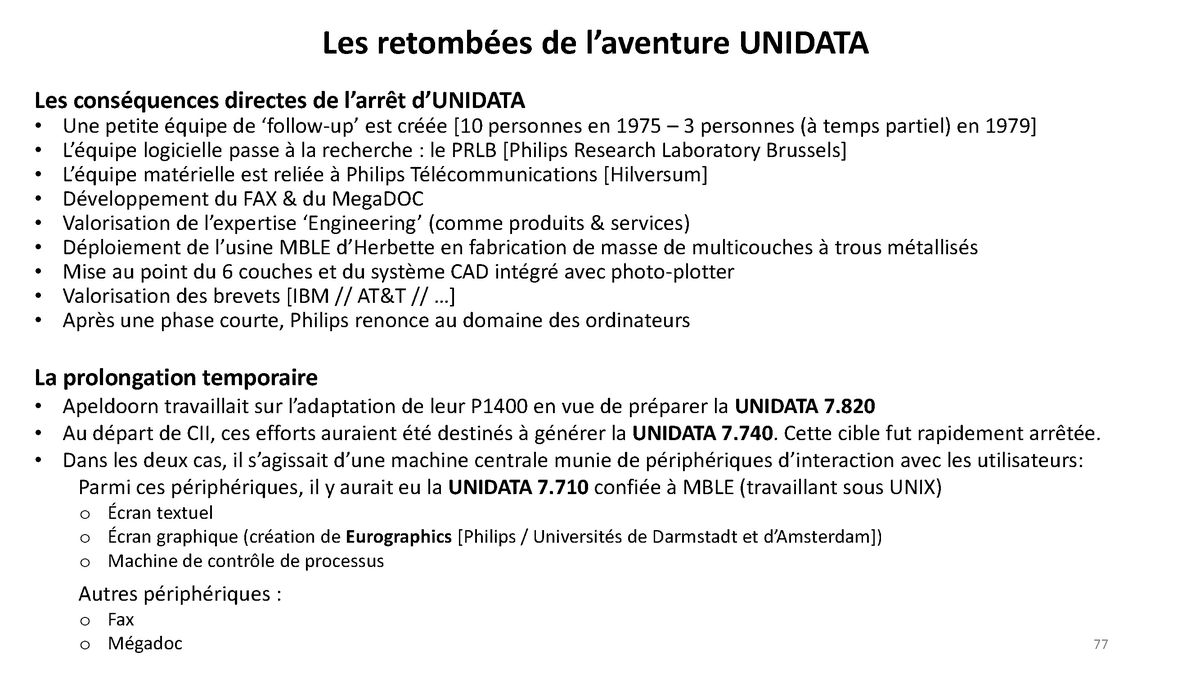 Les retombées de l’aventure UNIDATA
Les conséquences directes de l’arrêt d’UNIDATA
• Une petite équipe de ‘follow-up’ est créée [10 personnes en 1975 – 3 personnes (à temps partiel) en 1979]
• L’équipe logicielle passe à la recherche : le PRLB [Philips Research Laboratory Brussels]
• L’équipe matérielle est reliée à Philips Télécommunications [Hilversum]
• Développement du FAX & du MegaDOC
• Valorisation de l’expertise ‘Engineering’ (comme produits & services)
• Déploiement de l’usine MBLE d’Herbette en fabrication de masse de multicouches à trous métallisés
• Mise au point du 6 couches et du système CAD intégré avec photo-plotter
• Valorisation des brevets [IBM // AT&T // …]
• Après une phase courte, Philips renonce au domaine des ordinateurs
La prolongation temporaire
• Apeldoorn travaillait sur l’adaptation de leur P1400 en vue de préparer la UNIDATA 7.820
• Au départ de CII, ces efforts auraient été destinés à générer la UNIDATA 7.740. Cette cible fut rapidement arrêtée.
• Dans les deux cas, il s’agissait d’une machine centrale munie de périphériques d’interaction avec les utilisateurs:
Parmi ces périphériques, il y aurait eu la UNIDATA 7.710 confiée à MBLE (travaillant sous UNIX)
o Écran textuel
o Écran graphique (création de Eurographics [Philips / Universités de Darmstadt et d’Amsterdam])
o Machine de contrôle de processus
Autres périphériques :
o Fax
o Mégadoc
77